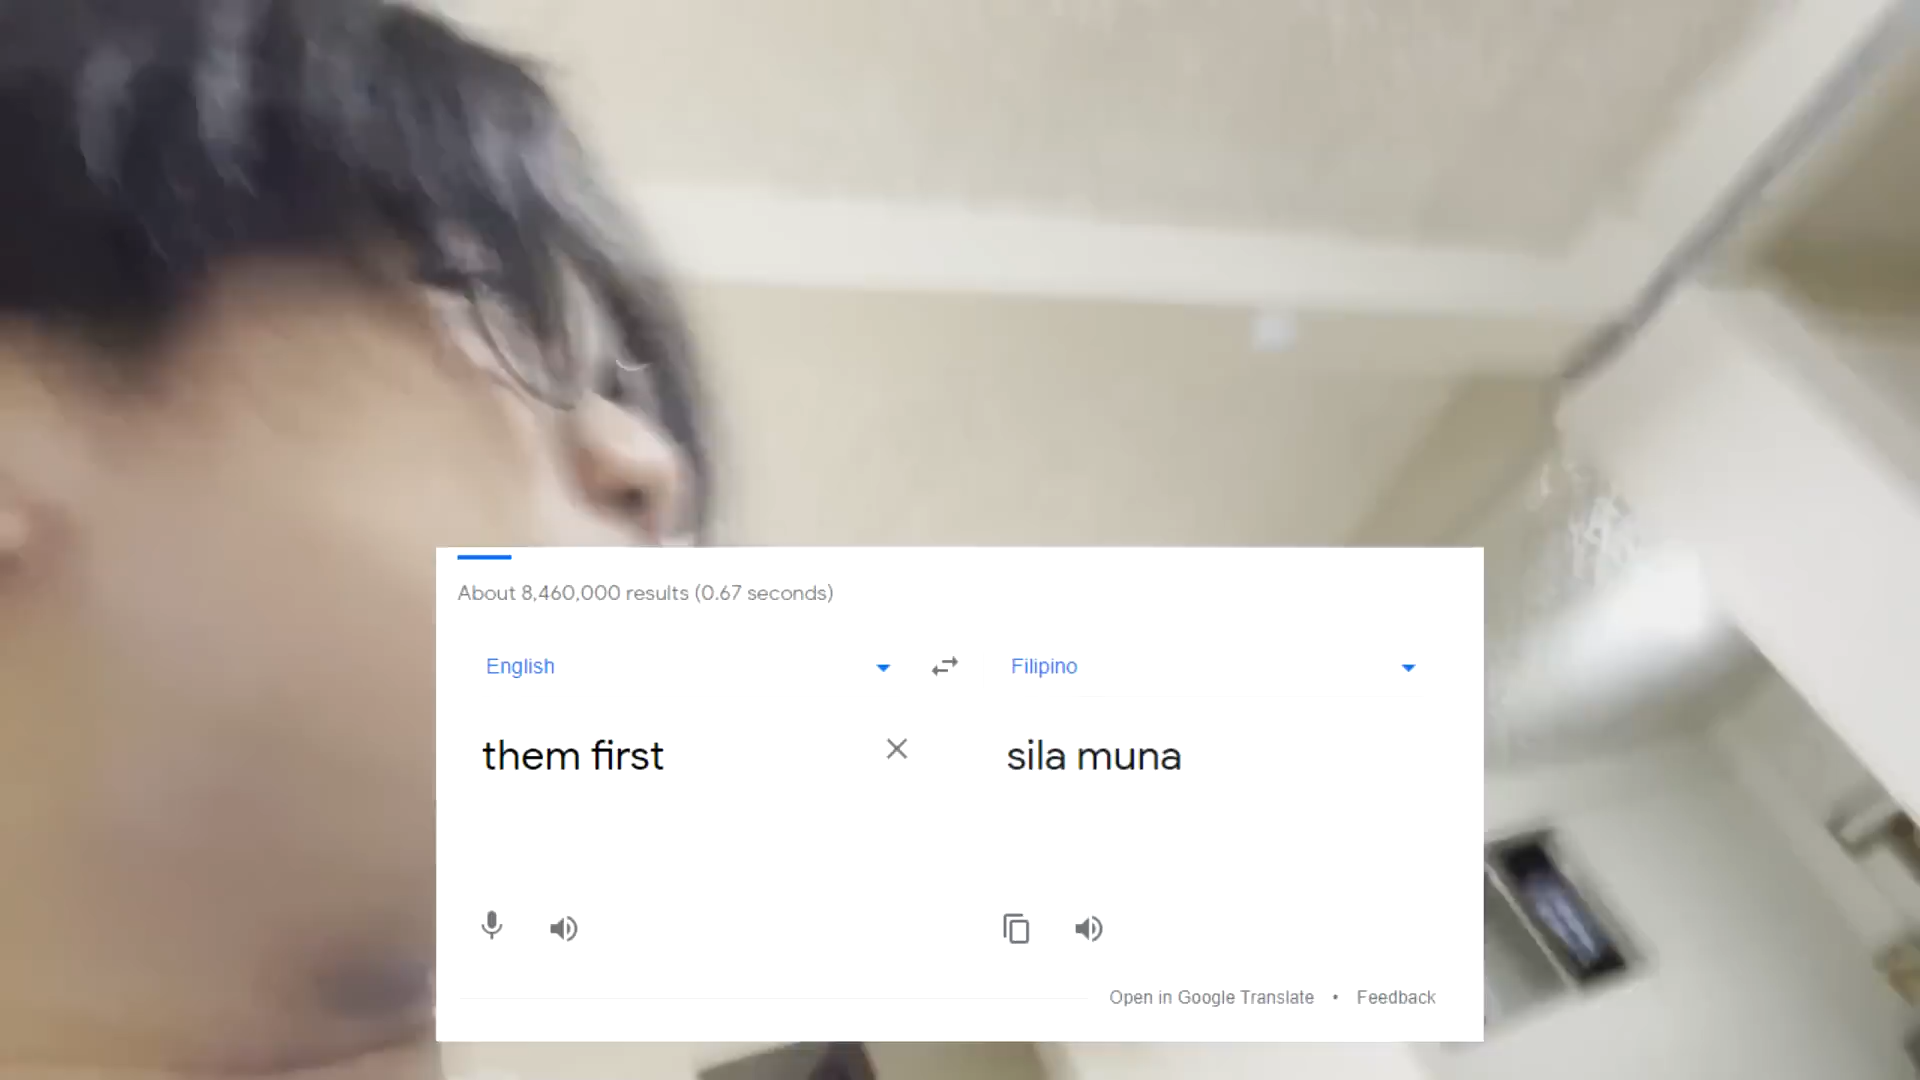 About 8,460,000 results (0.67 seconds)
English Filipino
them first sila muna
Open in Google Translate • Feedback